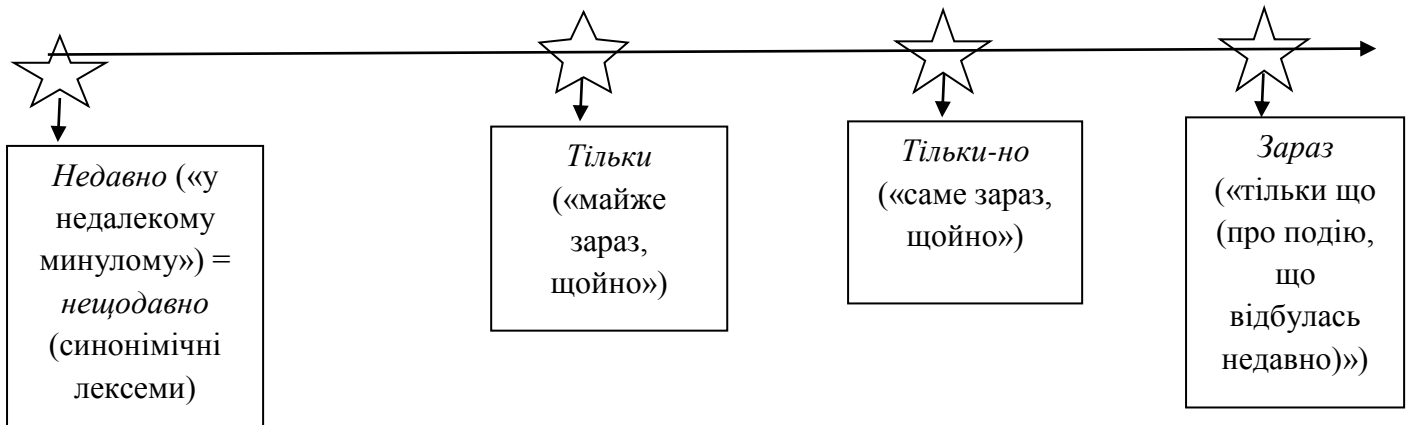 Недавно («у
недалекому
минулому») =
нещодавно
(синонімічні
лексеми)
Тільки
(«майже
зараз,
щойно»)
Тільки-но
(«саме зараз,
щойно»)
Зараз
(«тільки що
(про подію,
що
відбулась
недавно)»)